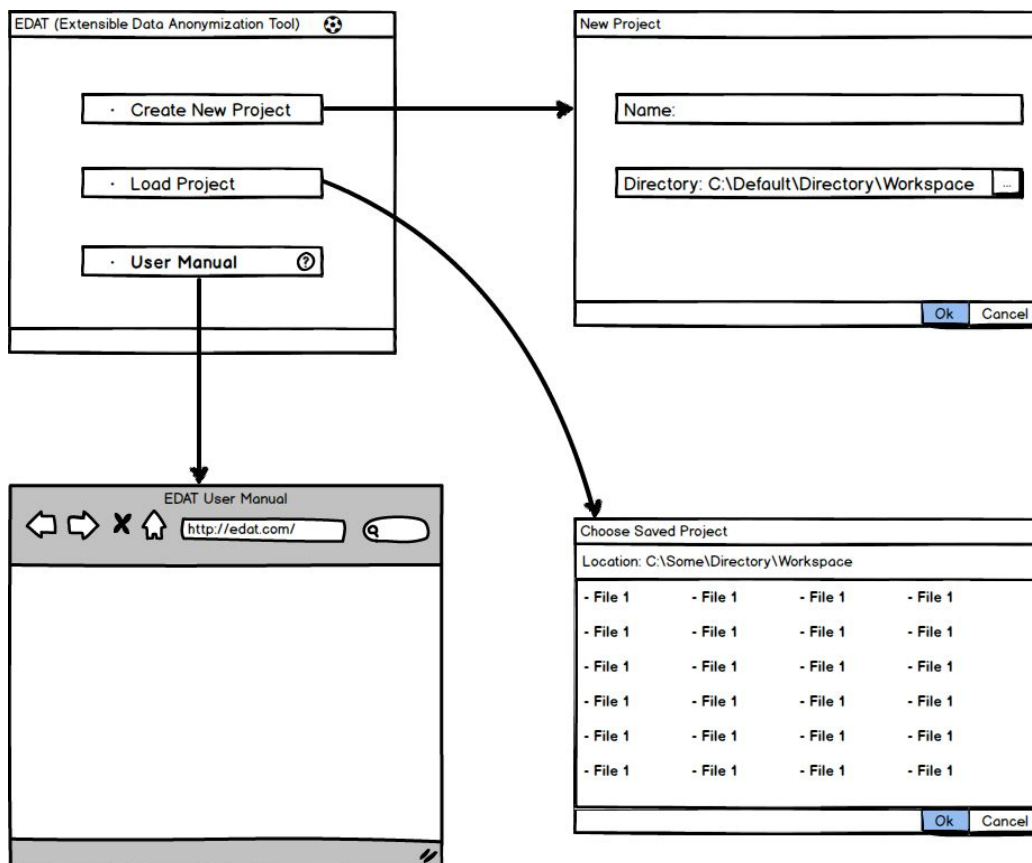 EDAT (Extensible Data Anonymization Tool)
· Create New Project
· Load Project
· User Manual ?
New Project
Name:
Directory: C:\Default\Directory\Workspace ...
Ok Cancel
EDAT User Manual
http://edat.com/
Choose Saved Project
Location: C:\Some\Directory\Workspace
- File 1 - File 1 - File 1 - File 1
- File 1 - File 1 - File 1 - File 1
- File 1 - File 1 - File 1 - File 1
- File 1 - File 1 - File 1 - File 1
- File 1 - File 1 - File 1 - File 1
- File 1 - File 1 - File 1 - File 1
Ok Cancel